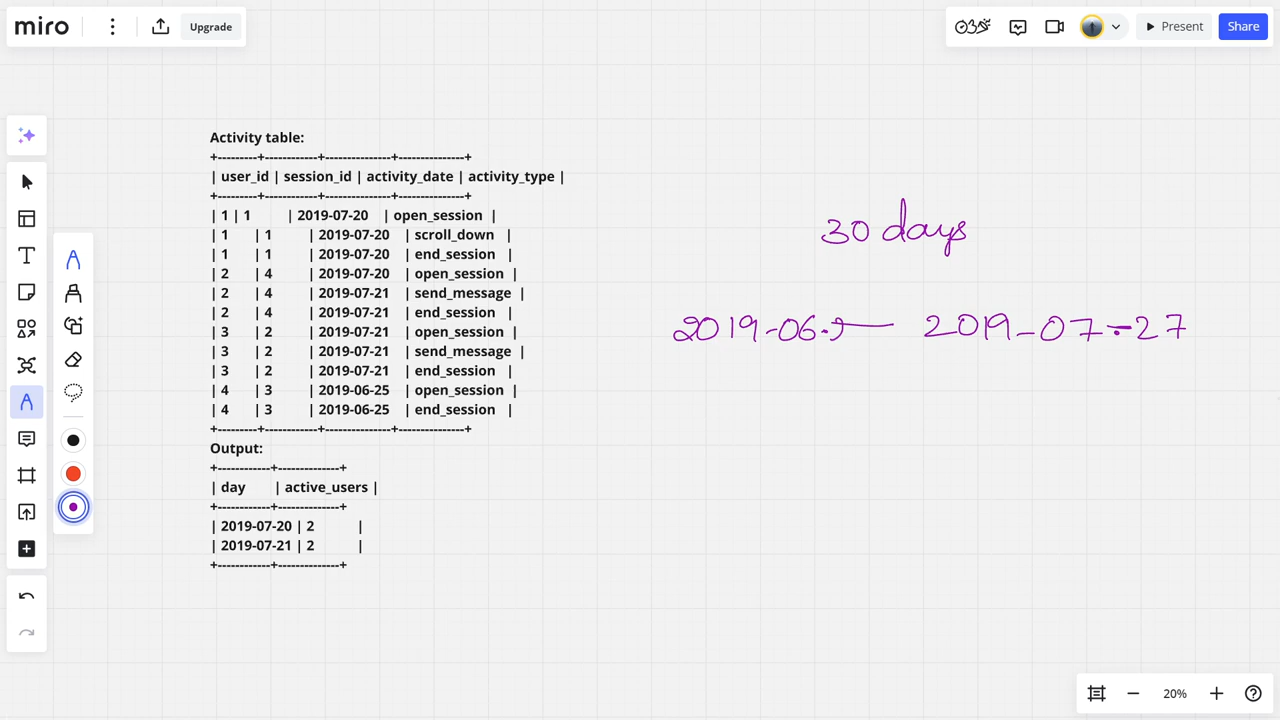 miro
Upgrade
Present
Share
Activity table:
+---------+------------+---------------+---------------+
| user_id | session_id | activity_date | activity_type |
+---------+------------+---------------+---------------+
| 1 | 1 | 2019-07-20 | open_session |
| 1 | 1 | 2019-07-20 | scroll_down |
| 1 | 1 | 2019-07-20 | end_session |
| 2 | 4 | 2019-07-20 | open_session |
| 2 | 4 | 2019-07-21 | send_message |
| 2 | 4 | 2019-07-21 | end_session |
| 3 | 2 | 2019-07-21 | open_session |
| 3 | 2 | 2019-07-21 | send_message |
| 3 | 2 | 2019-07-21 | end_session |
| 4 | 3 | 2019-06-25 | open_session |
| 4 | 3 | 2019-06-25 | end_session |
+---------+------------+---------------+---------------+
Output:
+------------+--------------+
| day | active_users |
+------------+--------------+
| 2019-07-20 | 2 |
| 2019-07-21 | 2 |
+------------+--------------+
30 days
2019-06 2019-07-27
20%